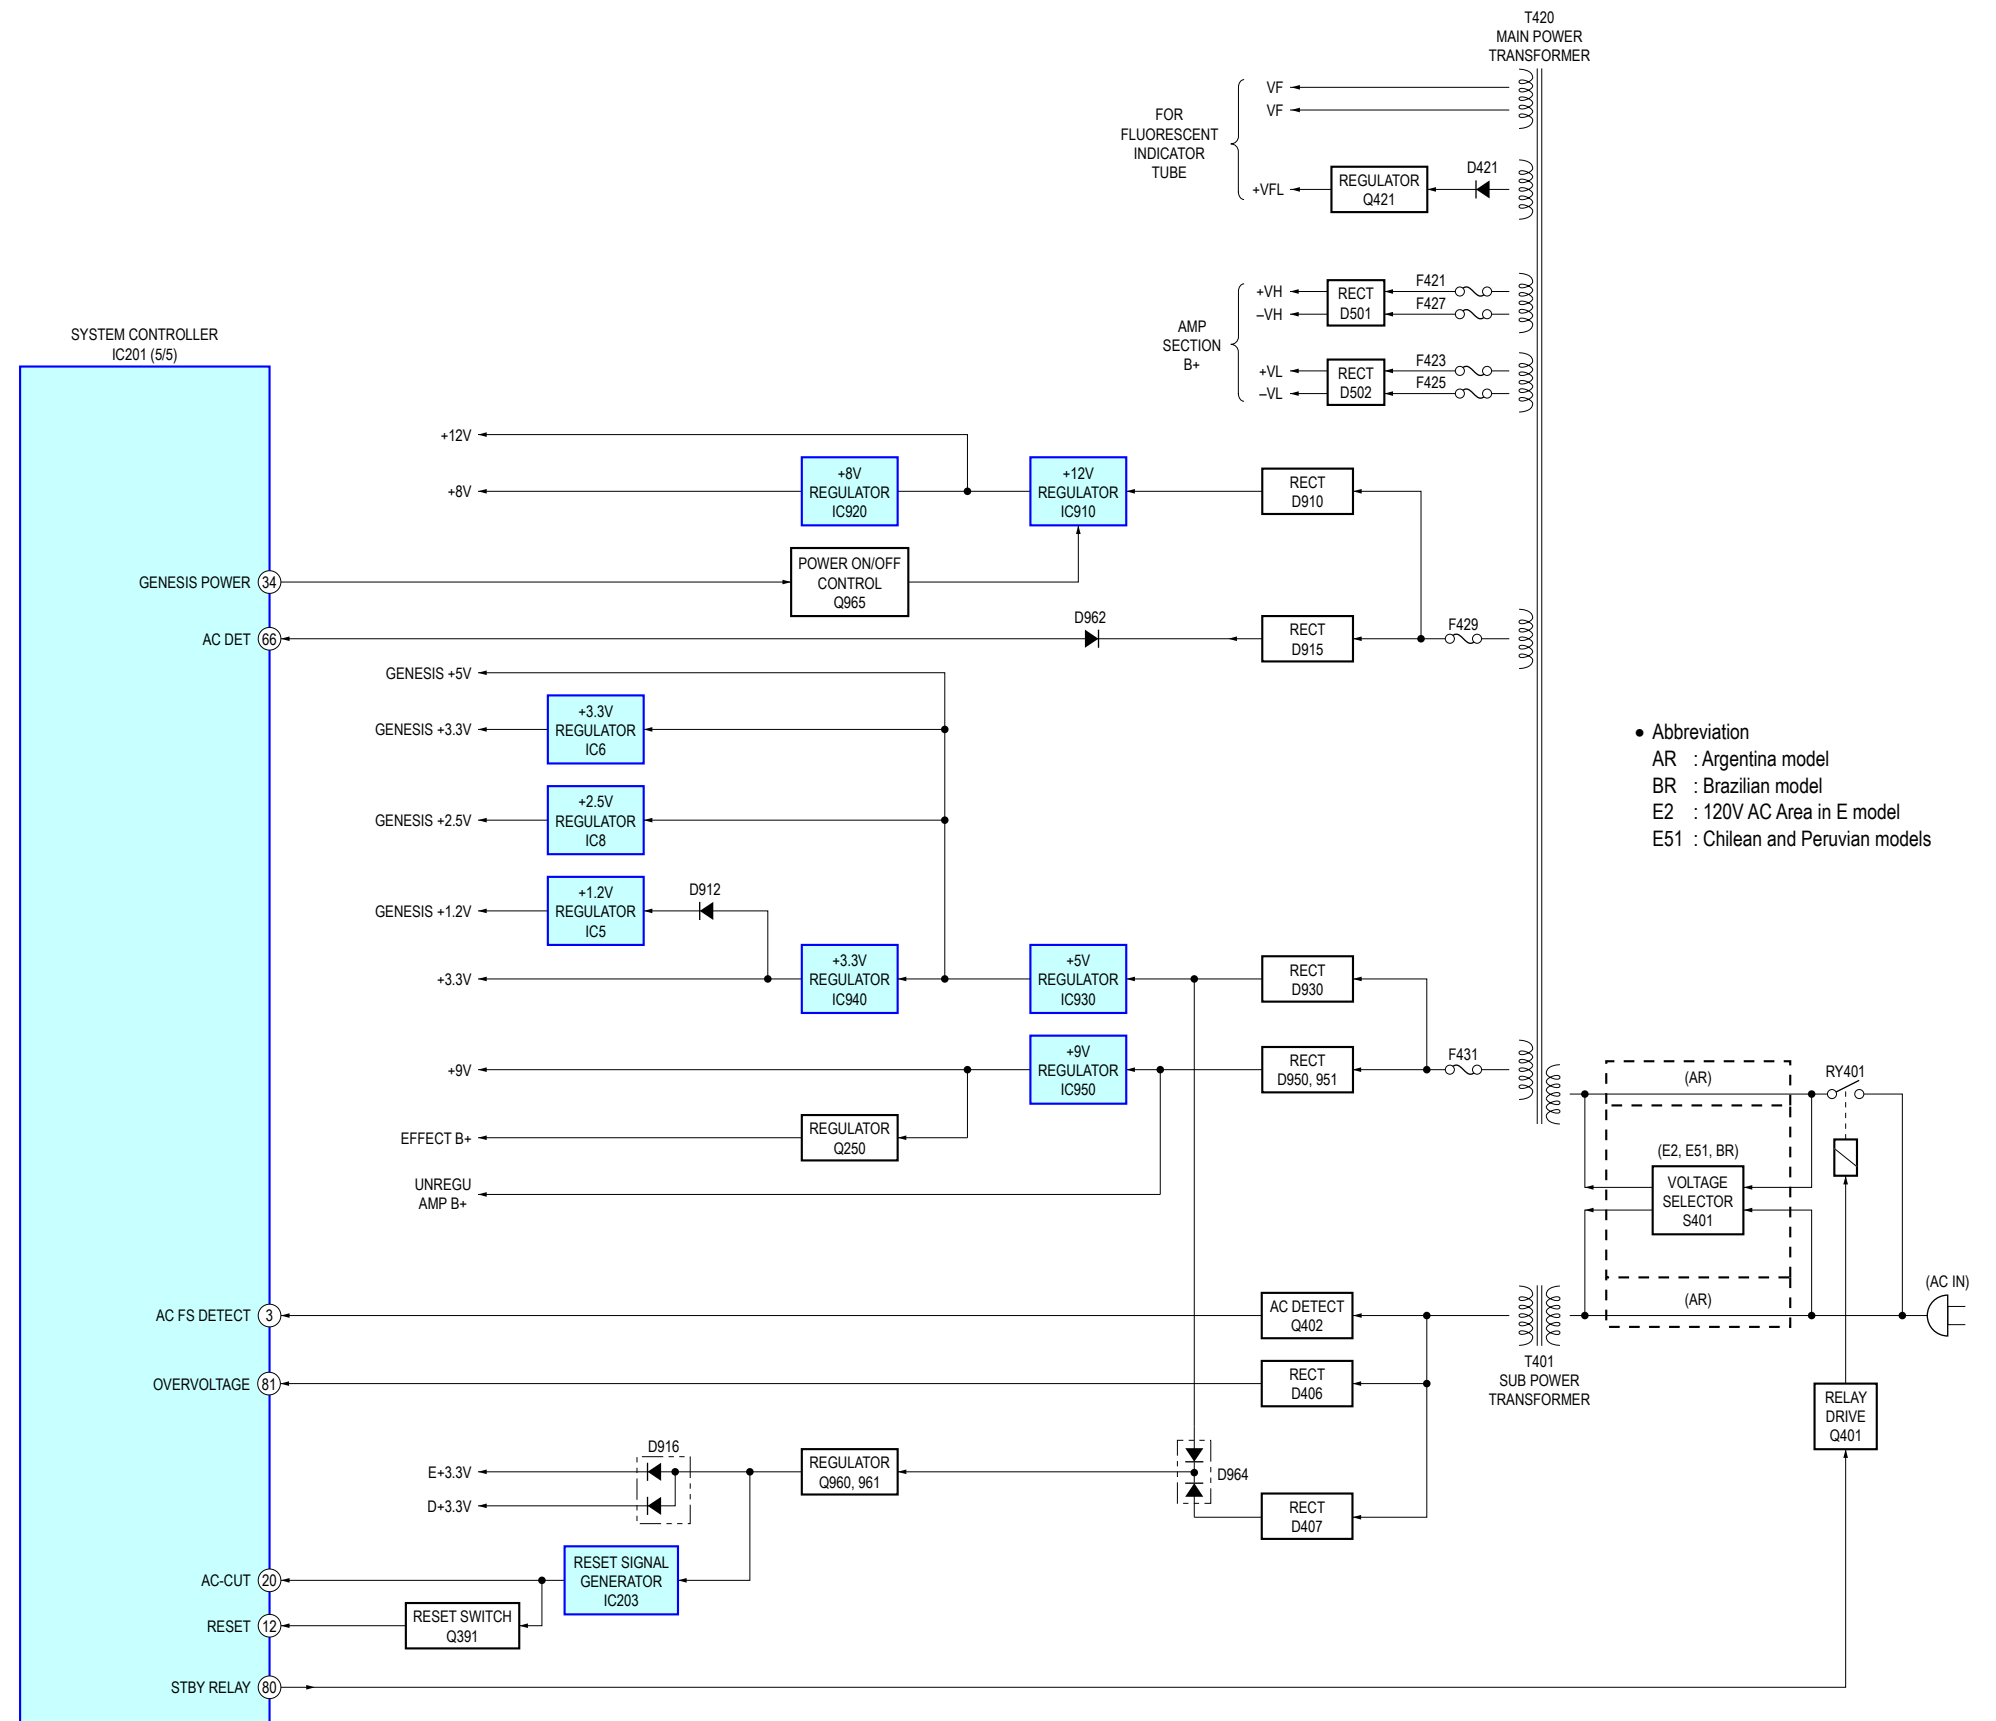 T420
MAIN POWER
TRANSFORMER
VF
VF
FOR
FLUORESCENT
INDICATOR
TUBE
+VFL
REGULATOR
Q421
D421
AMP
SECTION
B+
+VH
–VH
RECT
D501
F421
F427
+VL
–VL
RECT
D502
F423
F425
SYSTEM CONTROLLER
IC201 (5/5)
+12V
+8V
+8V
REGULATOR
IC920
+12V
REGULATOR
IC910
RECT
D910
GENESIS POWER 34
POWER ON/OFF
CONTROL
Q965
AC DET 66
D962
RECT
D915
F429
GENESIS +5V
GENESIS +3.3V
+3.3V
REGULATOR
IC6
GENESIS +2.5V
+2.5V
REGULATOR
IC8
GENESIS +1.2V
+1.2V
REGULATOR
IC5
D912
+3.3V
+3.3V
REGULATOR
IC940
+5V
REGULATOR
IC930
RECT
D930
+9V
+9V
REGULATOR
IC950
RECT
D950, 951
F431
EFFECT B+
REGULATOR
Q250
UNREGU
AMP B+
● Abbreviation
AR : Argentina model
BR : Brazilian model
E2 : 120V AC Area in E model
E51 : Chilean and Peruvian models
(AR)
RY401
(E2, E51, BR)
VOLTAGE
SELECTOR
S401
(AR)
(AC IN)
AC FS DETECT 3
AC DETECT
Q402
T401
SUB POWER
TRANSFORMER
OVERVOLTAGE 81
RECT
D406
RELAY
DRIVE
Q401
E+3.3V
D+3.3V
D916
REGULATOR
Q960, 961
D964
RECT
D407
AC-CUT 20
RESET SIGNAL
GENERATOR
IC203
RESET 12
RESET SWITCH
Q391
STBY RELAY 80